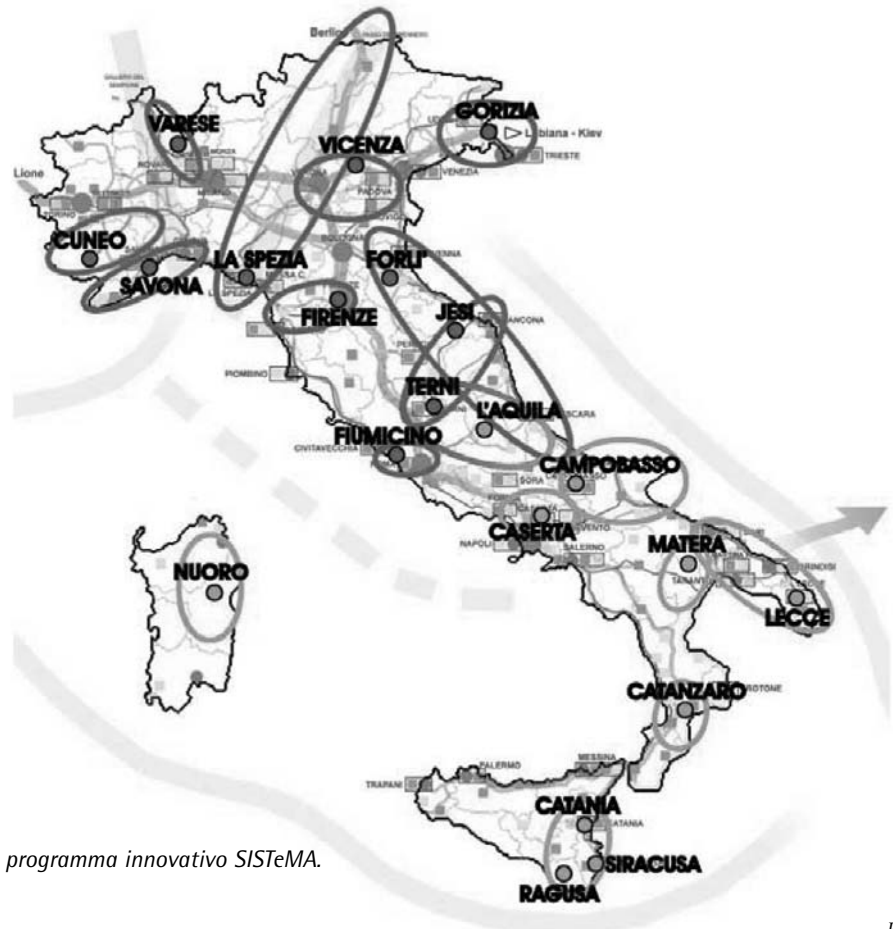 Berlino
VARESE
GORIZIA
VICENZA
Lubiana - Kiev
TRIESTE
VENEZIA
PADOVA
Lione
BOLOGNA
CUNEO
SAVONA
LA SPEZIA
FORLI'
FIRENZE
JESI
ANCONA
PIOMBINO
TERNI
L'AQUILA
FIUMICINO
CIVITAVECCHIA
CAMPOBASSO
SORA
CASERTA
NAPOLI
SALERNO
MATERA
LECCE
NUORO
CATANZARO
MESSINA
PALERMO
TRAPANI
CATANIA
CATANIA
SIRACUSA
RAGUSA
programma innovativo SISTeMA.